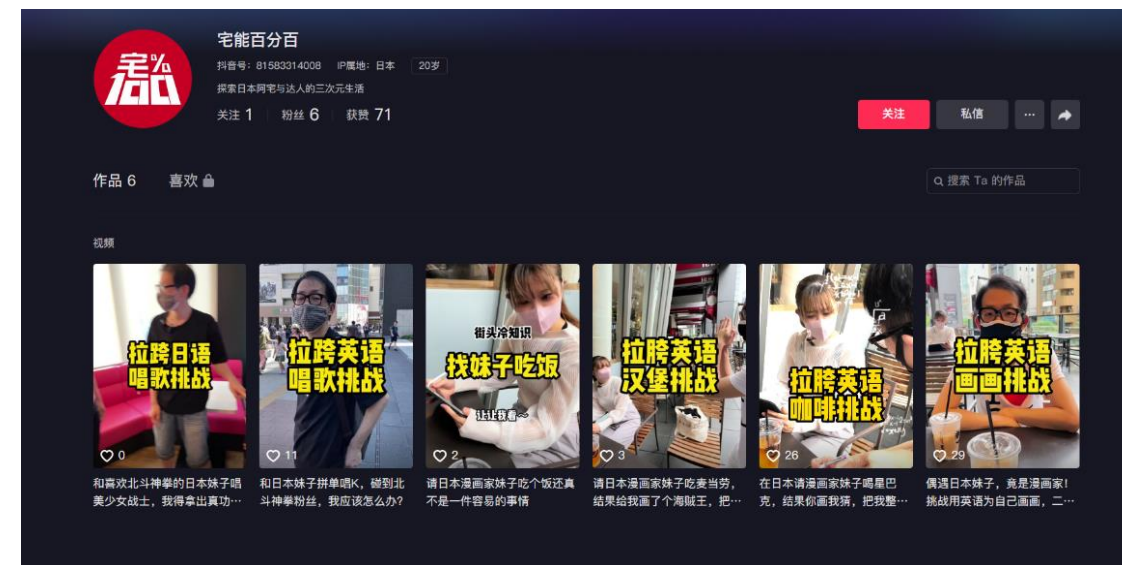 宅%
品
宅能百分百
抖音号：81583314008 IP属地：日本 20岁
探索日本阿宅与达人的三次元生活
关注 1 粉丝 6 获赞 71
关注 私信 ···
作品 6 喜欢
搜索 Ta 的作品
视频
拉跨日语
唱歌挑战
0
和喜欢北斗神拳的日本妹子唱
美少女战士，我得拿出真功…
拉跨英语
唱歌挑战
11
和日本妹子拼单唱K，碰到北
斗神拳粉丝，我应该怎么办？
街头冷知识
找妹子吃饭
让让我看～
2
请日本漫画家妹子吃个饭还真
不是一件容易的事情
拉胯英语
汉堡挑战
3
请日本漫画家妹子吃麦当劳，
结果给我画了个海贼王，把…
拉胯英语
咖啡挑战
26
在日本请漫画家妹子喝星巴
克，结果你画我猜，把我整…
拉胯英语
画画挑战
29
偶遇日本妹子，竟是漫画家！
挑战用英语为自己画画，二…